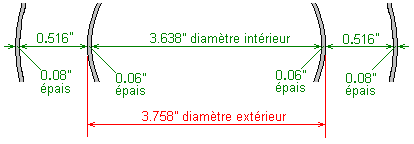 0.516"
3.638" diamètre intérieur
0.516"
0.08"
épais
0.06"
épais
0.06"
épais
0.08"
épais
3.758" diamètre extérieur